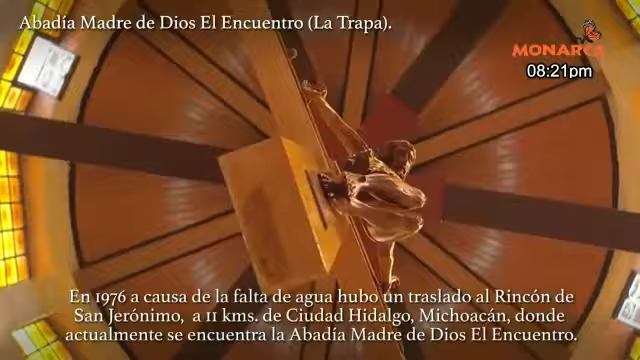 Abadía Madre de Dios El Encuentro (La Trapa).
MONARCA
08:21pm
En 1976 a causa de la falta de agua hubo un traslado al Rincón de
San Jerónimo, a 11 kms. de Ciudad Hidalgo, Michoacán, donde
actualmente se encuentra la Abadía Madre de Dios El Encuentro.